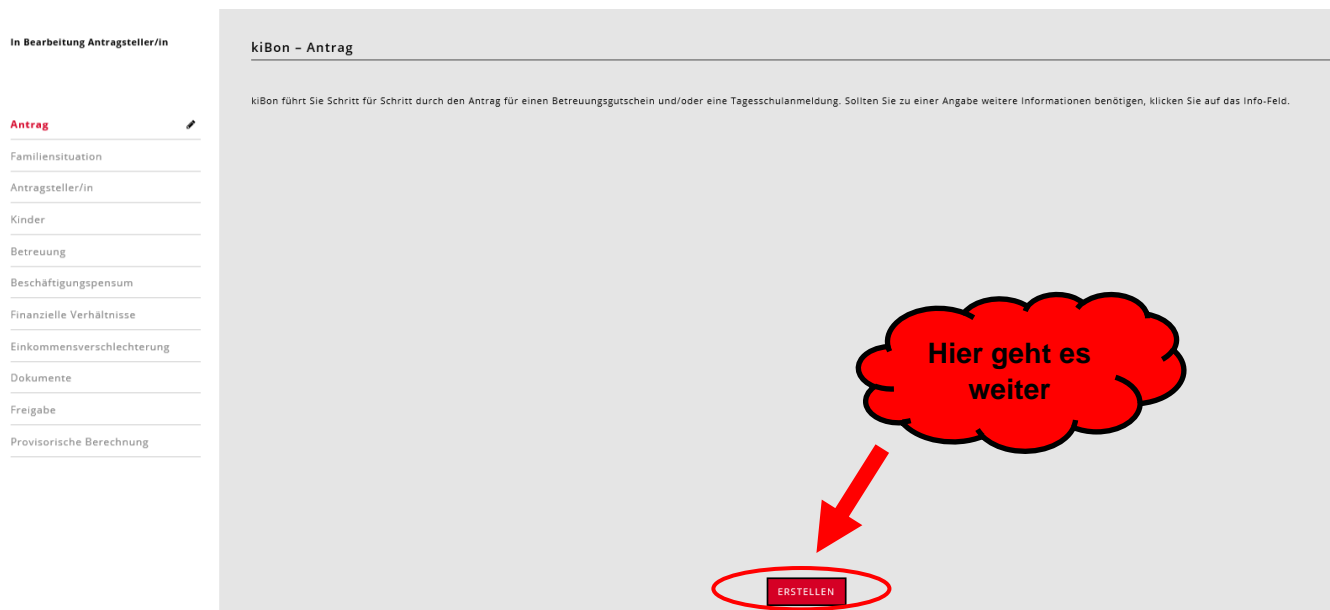 In Bearbeitung Antragsteller/in
Antrag
Familiensituation
Antragsteller/in
Kinder
Betreuung
Beschäftigungspensum
Finanzielle Verhältnisse
Einkommensverschlechterung
Dokumente
Freigabe
Provisorische Berechnung
kiBon – Antrag
kiBon führt Sie Schritt für Schritt durch den Antrag für einen Betreuungsgutschein und/oder eine Tagesschulanmeldung. Sollten Sie zu einer Angabe weitere Informationen benötigen, klicken Sie auf das Info-Feld.
Hier geht es
weiter
ERSTELLEN